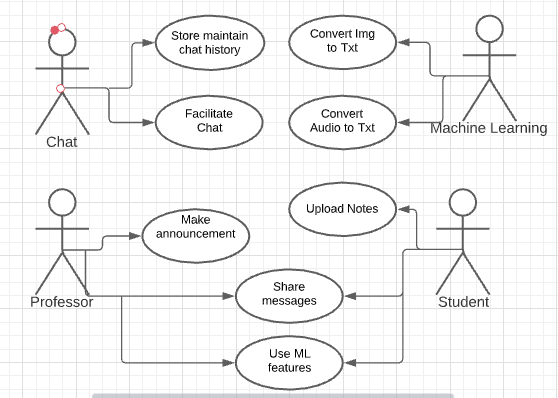 Store maintain
chat history
Convert Img
to Txt
Facilitate
Chat
Convert
Audio to Txt
Chat
Machine Learning
Make
announcement
Upload Notes
Share
messages
Professor
Student
Use ML
features